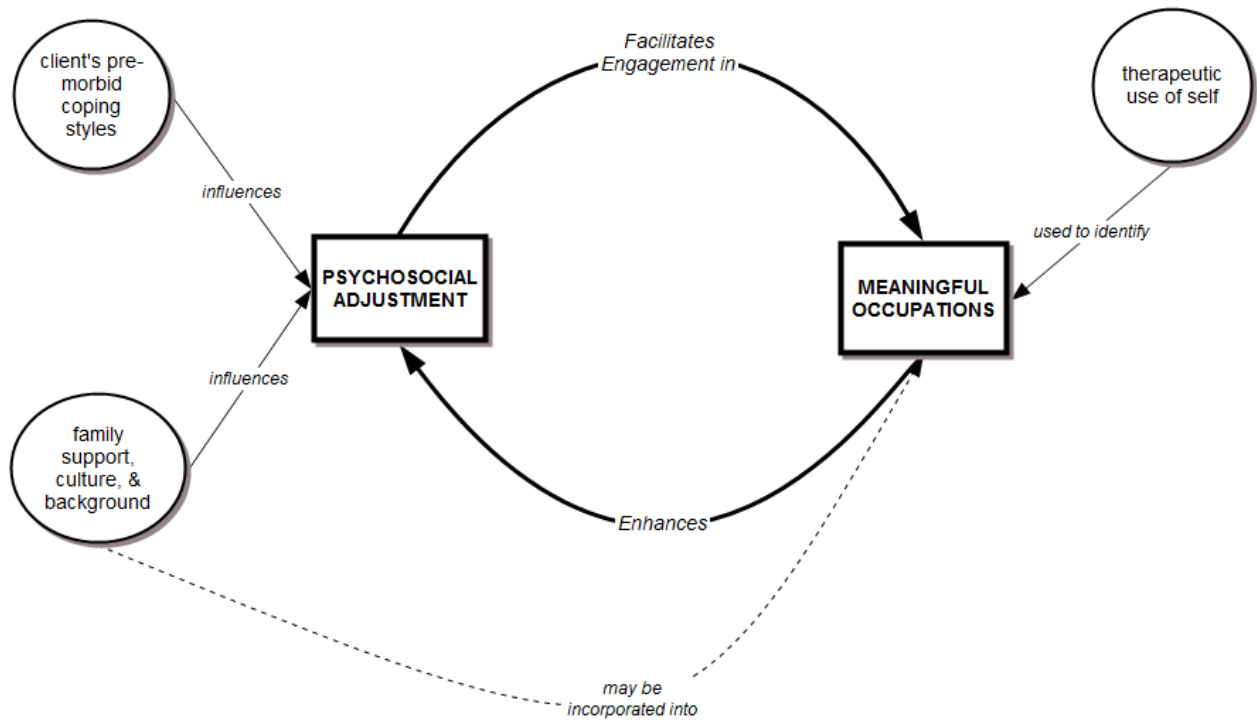 client's pre-
morbid
coping
styles
Facilitates
Engagement in
therapeutic
use of self
influences
used to identify
PSYCHOSOCIAL
ADJUSTMENT
MEANINGFUL
OCCUPATIONS
influences
family
support,
culture, &
background
Enhances
may be
incorporated into